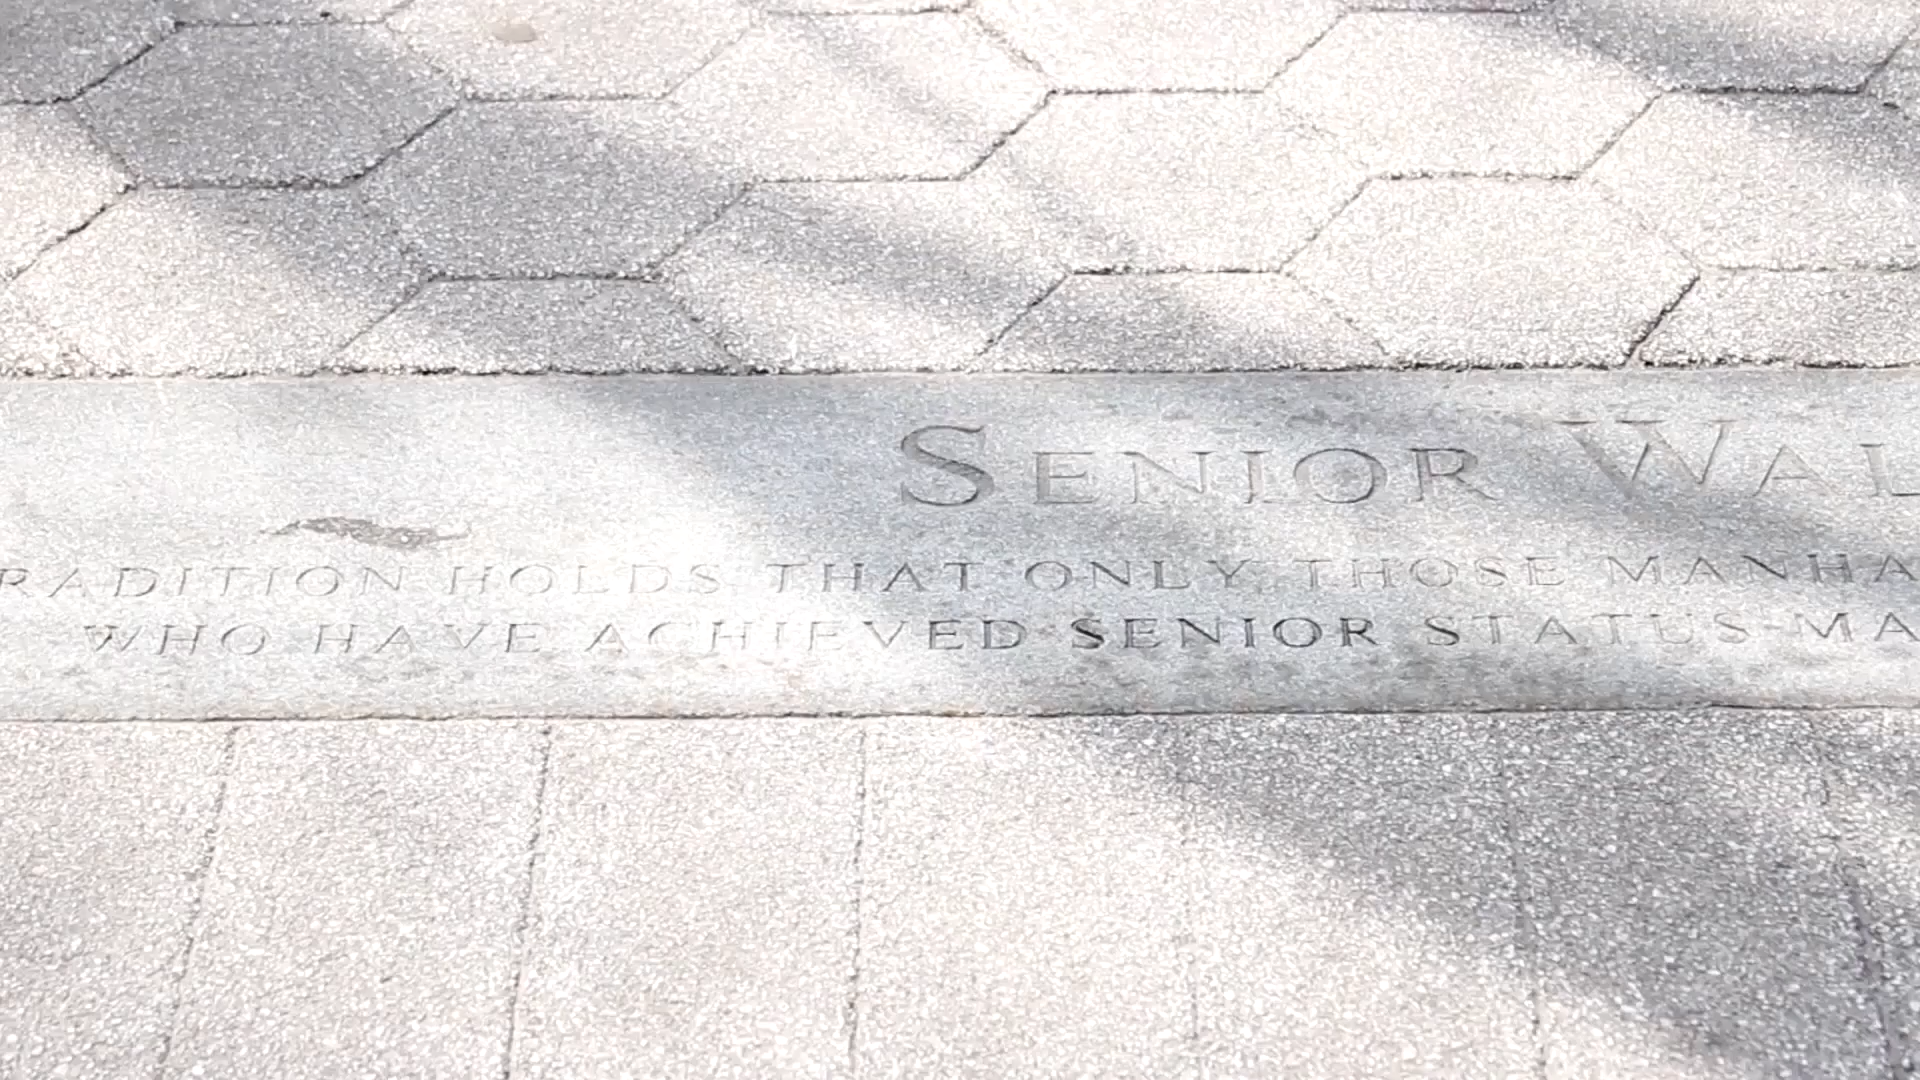 SENIOR WAL
RADITION HOLDS THAT ONLY THOSE MANHA
WHO HAVE ACHIEVED SENIOR STATUS MA